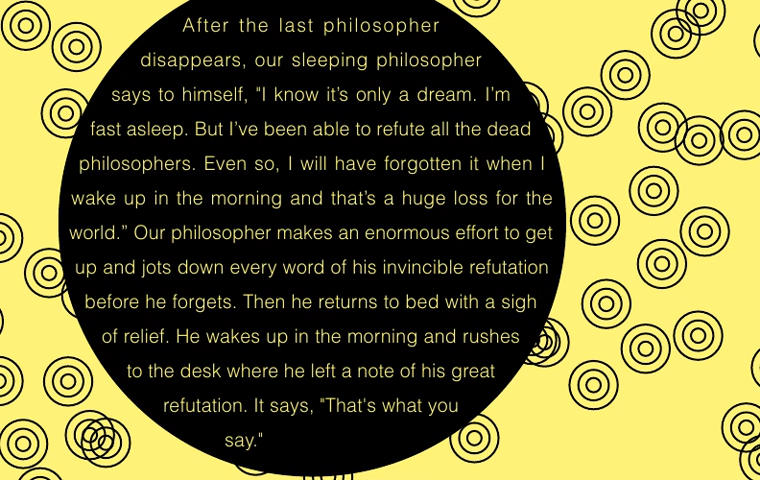 After the last philosopher
disappears, our sleeping philosopher
says to himself, "I know it’s only a dream. I’m
fast asleep. But I’ve been able to refute all the dead
philosophers. Even so, I will have forgotten it when I
wake up in the morning and that’s a huge loss for the
world.” Our philosopher makes an enormous effort to get
up and jots down every word of his invincible refutation
before he forgets. Then he returns to bed with a sigh
of relief. He wakes up in the morning and rushes
to the desk where he left a note of his great
refutation. It says, "That's what you
say."